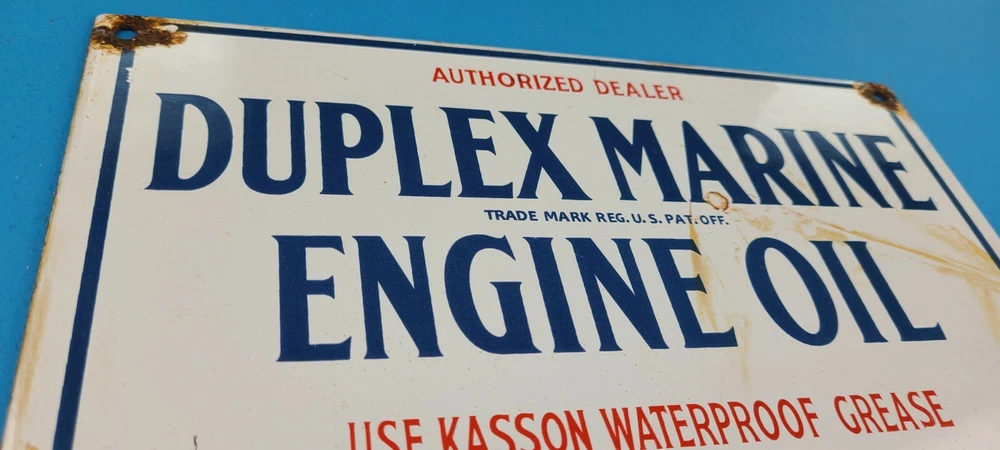 AUTHORIZED DEALER
DUPLEX MARINE
TRADE MARK REG. U. S. PAT. OFF.
ENGINE OIL
USE KASSON WATERPROOF GREASE